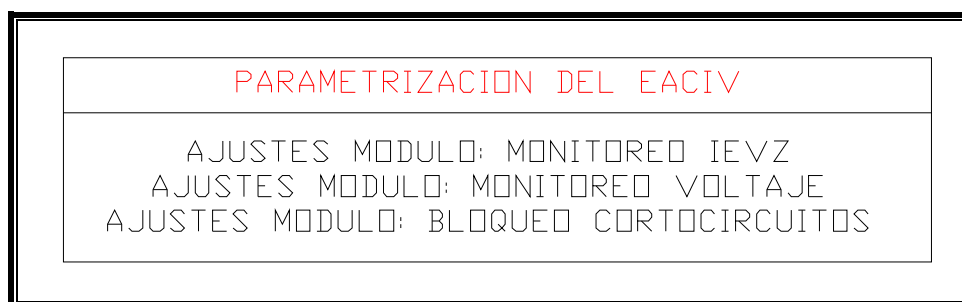 PARAMETRIZACION DEL EACIV
AJUSTES MODULO: MONITOREO IEVZ
AJUSTES MODULO: MONITOREO VOLTAJE
AJUSTES MODULO: BLOQUEO CORTOCIRCUITOS